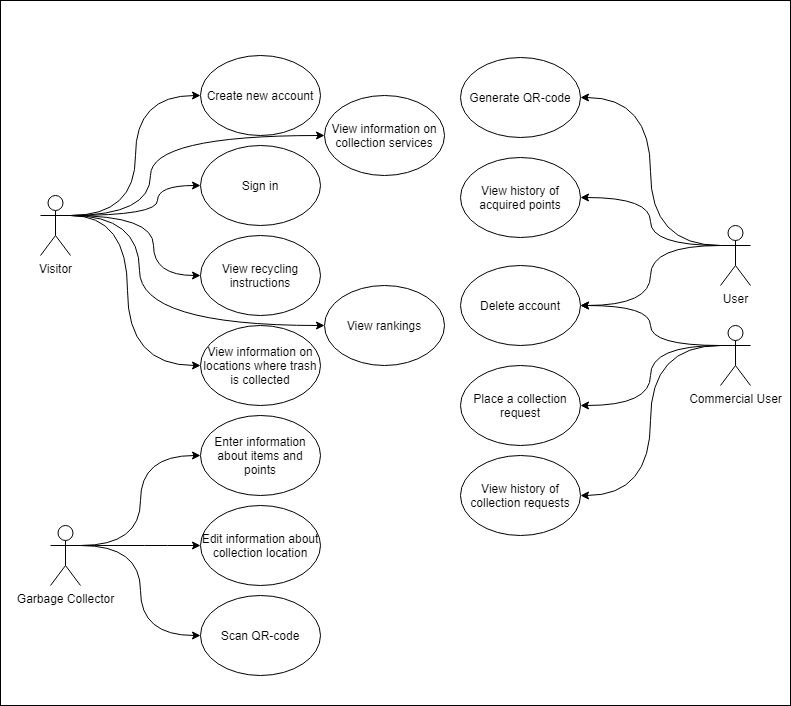 Create new account
View information on
collection services
Sign in
Visitor
View recycling
instructions
View rankings
View information on
locations where trash
is collected
Enter information
about items and
points
Edit information about
collection location
Garbage Collector
Scan QR-code
Generate QR-code
View history of
acquired points
User
Delete account
Commercial User
Place a collection
request
View history of
collection requests